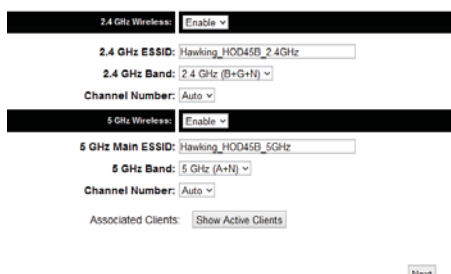 2.4 GHz Wireless: Enable
2.4 GHz ESSID: Hawking_HOD45B_2.4GHz
2.4 GHz Band: 2.4 GHz (B+G+N)
Channel Number: Auto
5 GHz Wireless: Enable
5 GHz Main ESSID: Hawking_HOD45B_5GHz
5 GHz Band: 5 GHz (A+N)
Channel Number: Auto
Associated Clients: Show Active Clients
Next